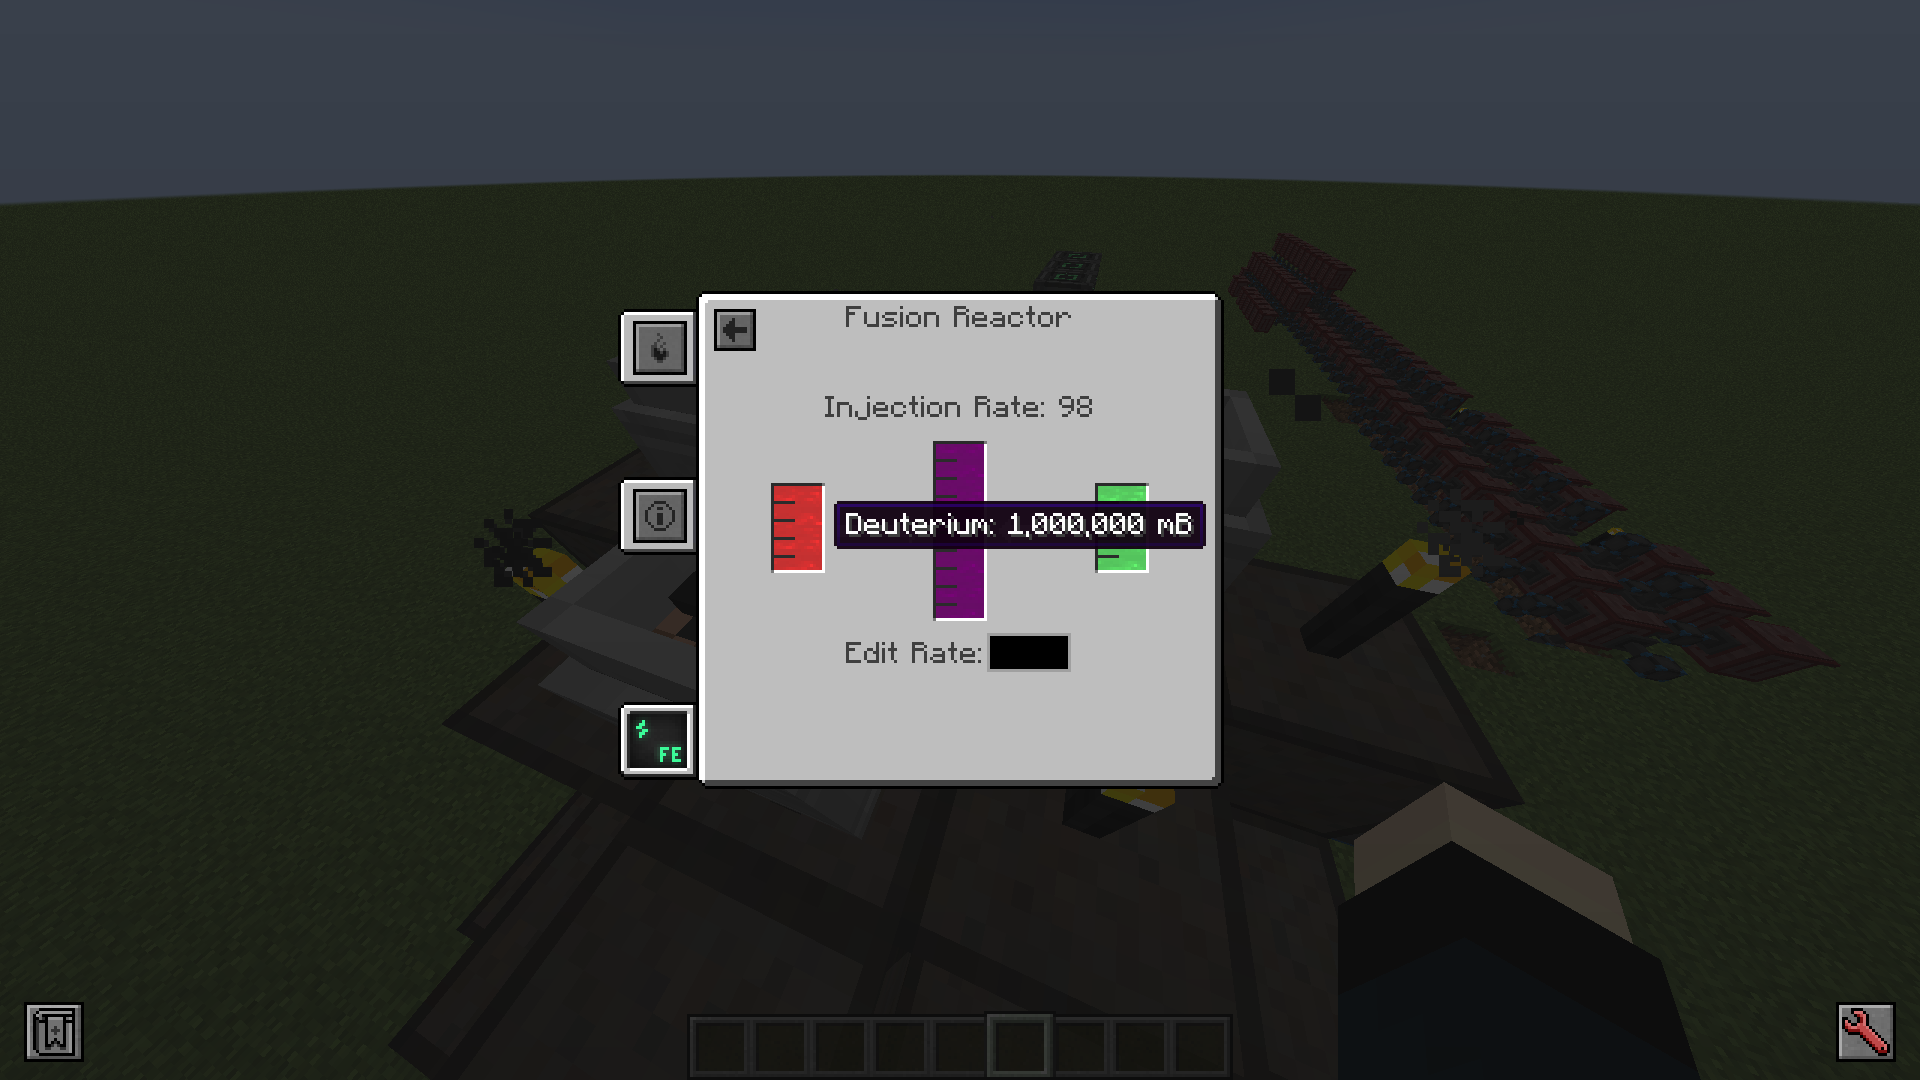 Fusion Reactor
Injection Rate: 98
Deuterium: 1,000,000 mB
Edit Rate:
FE